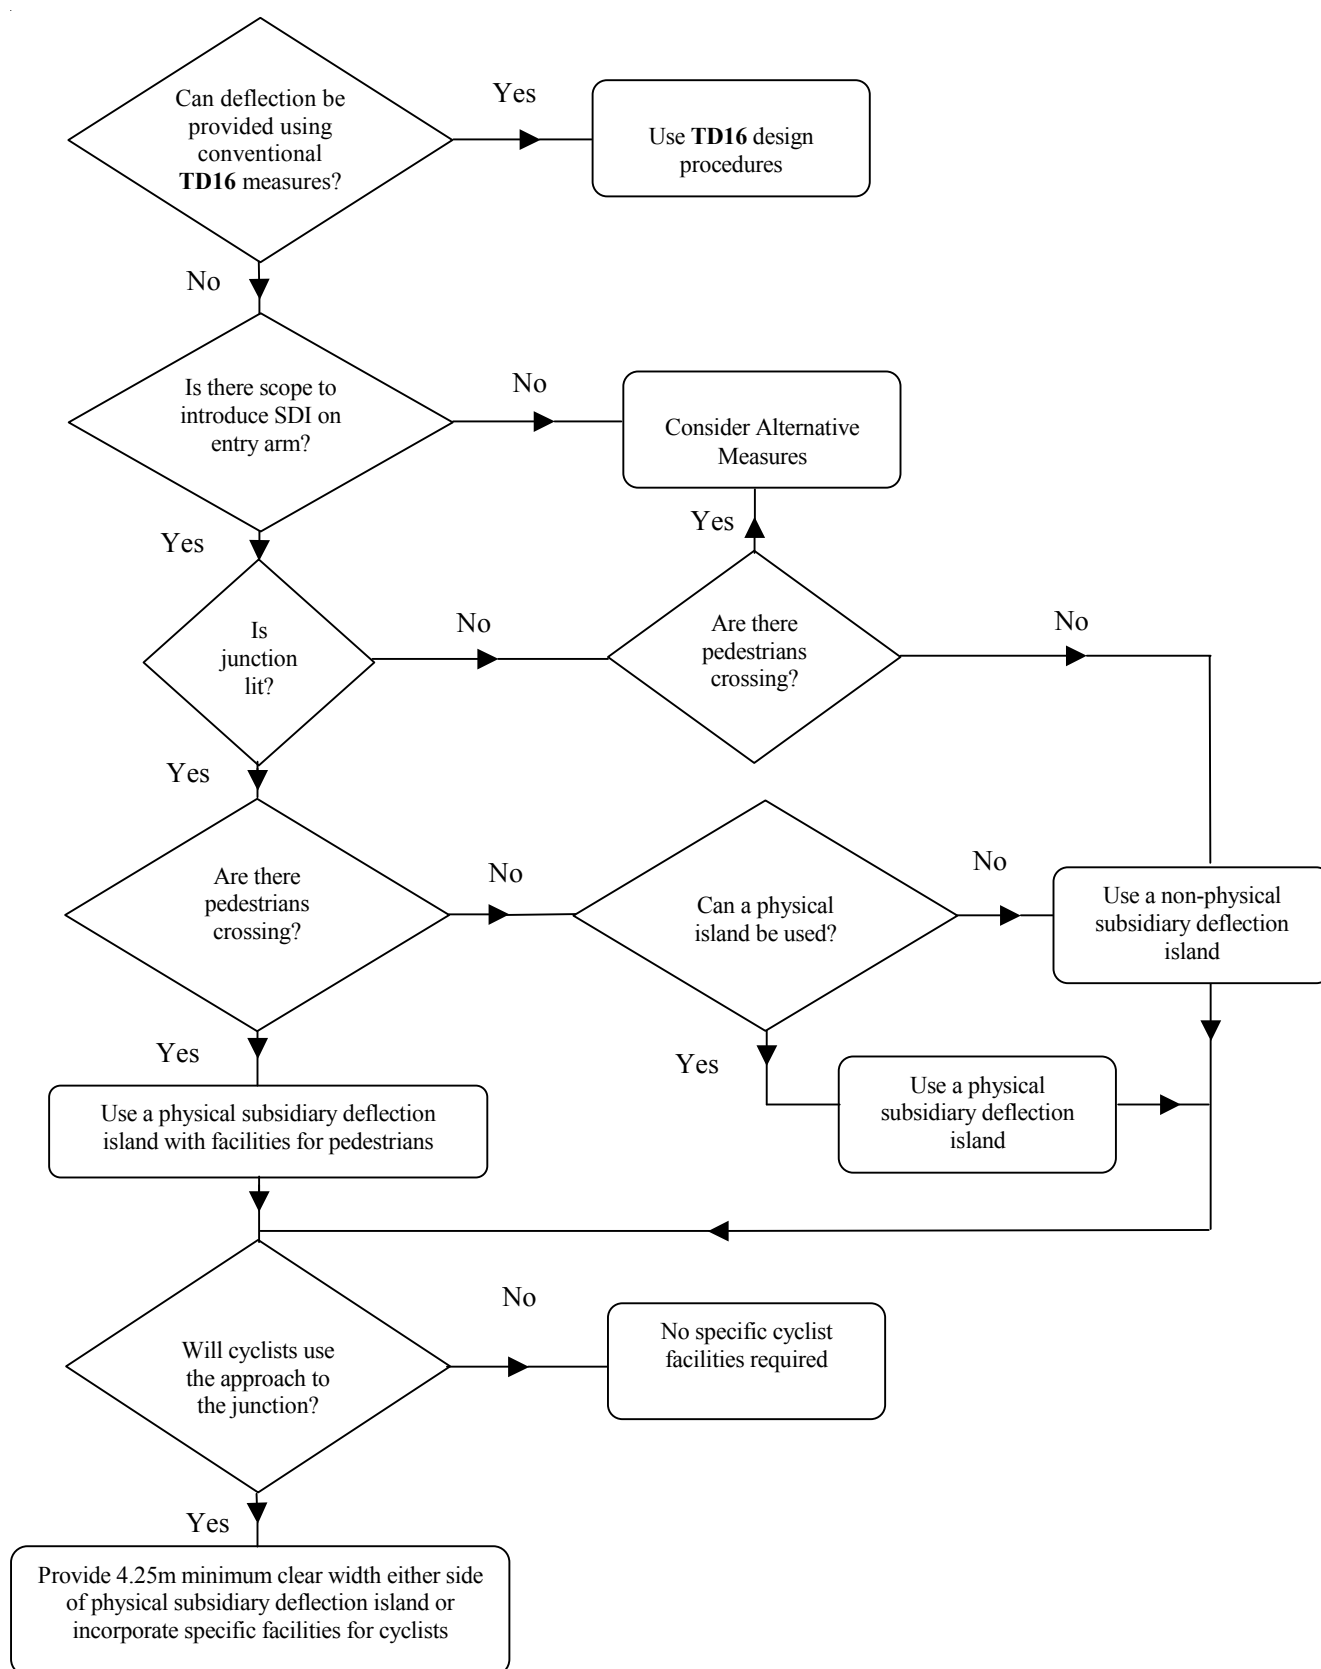 Can deflection be
provided using
conventional
TD16 measures?
Yes
Use TD16 design
procedures
No
Is there scope to
introduce SDI on
entry arm?
No
Consider Alternative
Measures
Yes
Yes
Is
junction
lit?
No
Are there
pedestrians
crossing?
No
Yes
Are there
pedestrians
crossing?
No
Can a physical
island be used?
No
Use a non-physical
subsidiary deflection
island
Yes
Use a physical subsidiary deflection
island with facilities for pedestrians
Yes
Use a physical
subsidiary deflection
island
Will cyclists use
the approach to
the junction?
No
No specific cyclist
facilities required
Yes
Provide 4.25m minimum clear width either side
of physical subsidiary deflection island or
incorporate specific facilities for cyclists